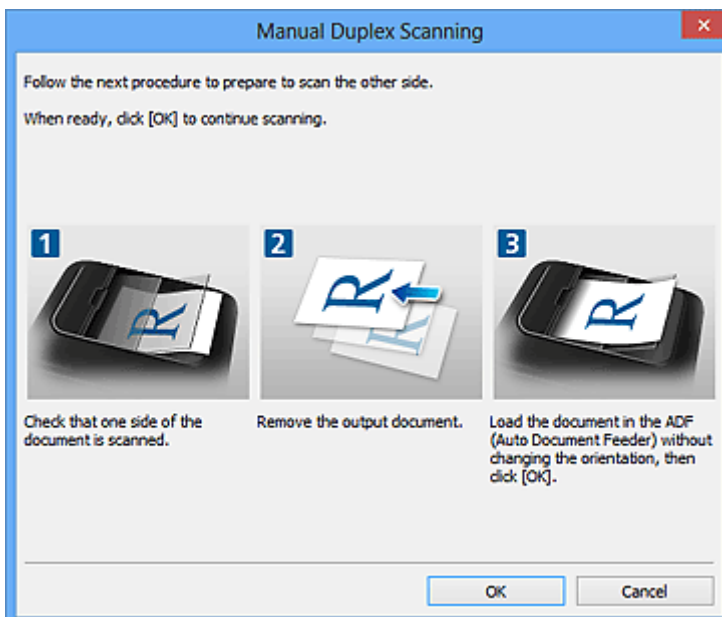 Manual Duplex Scanning
Follow the next procedure to prepare to scan the other side.
When ready, click [OK] to continue scanning.
1
R
2
R
R
3
R
Check that one side of the
document is scanned.
Remove the output document.
Load the document in the ADF
(Auto Document Feeder) without
changing the orientation, then
click [OK].
OK
Cancel